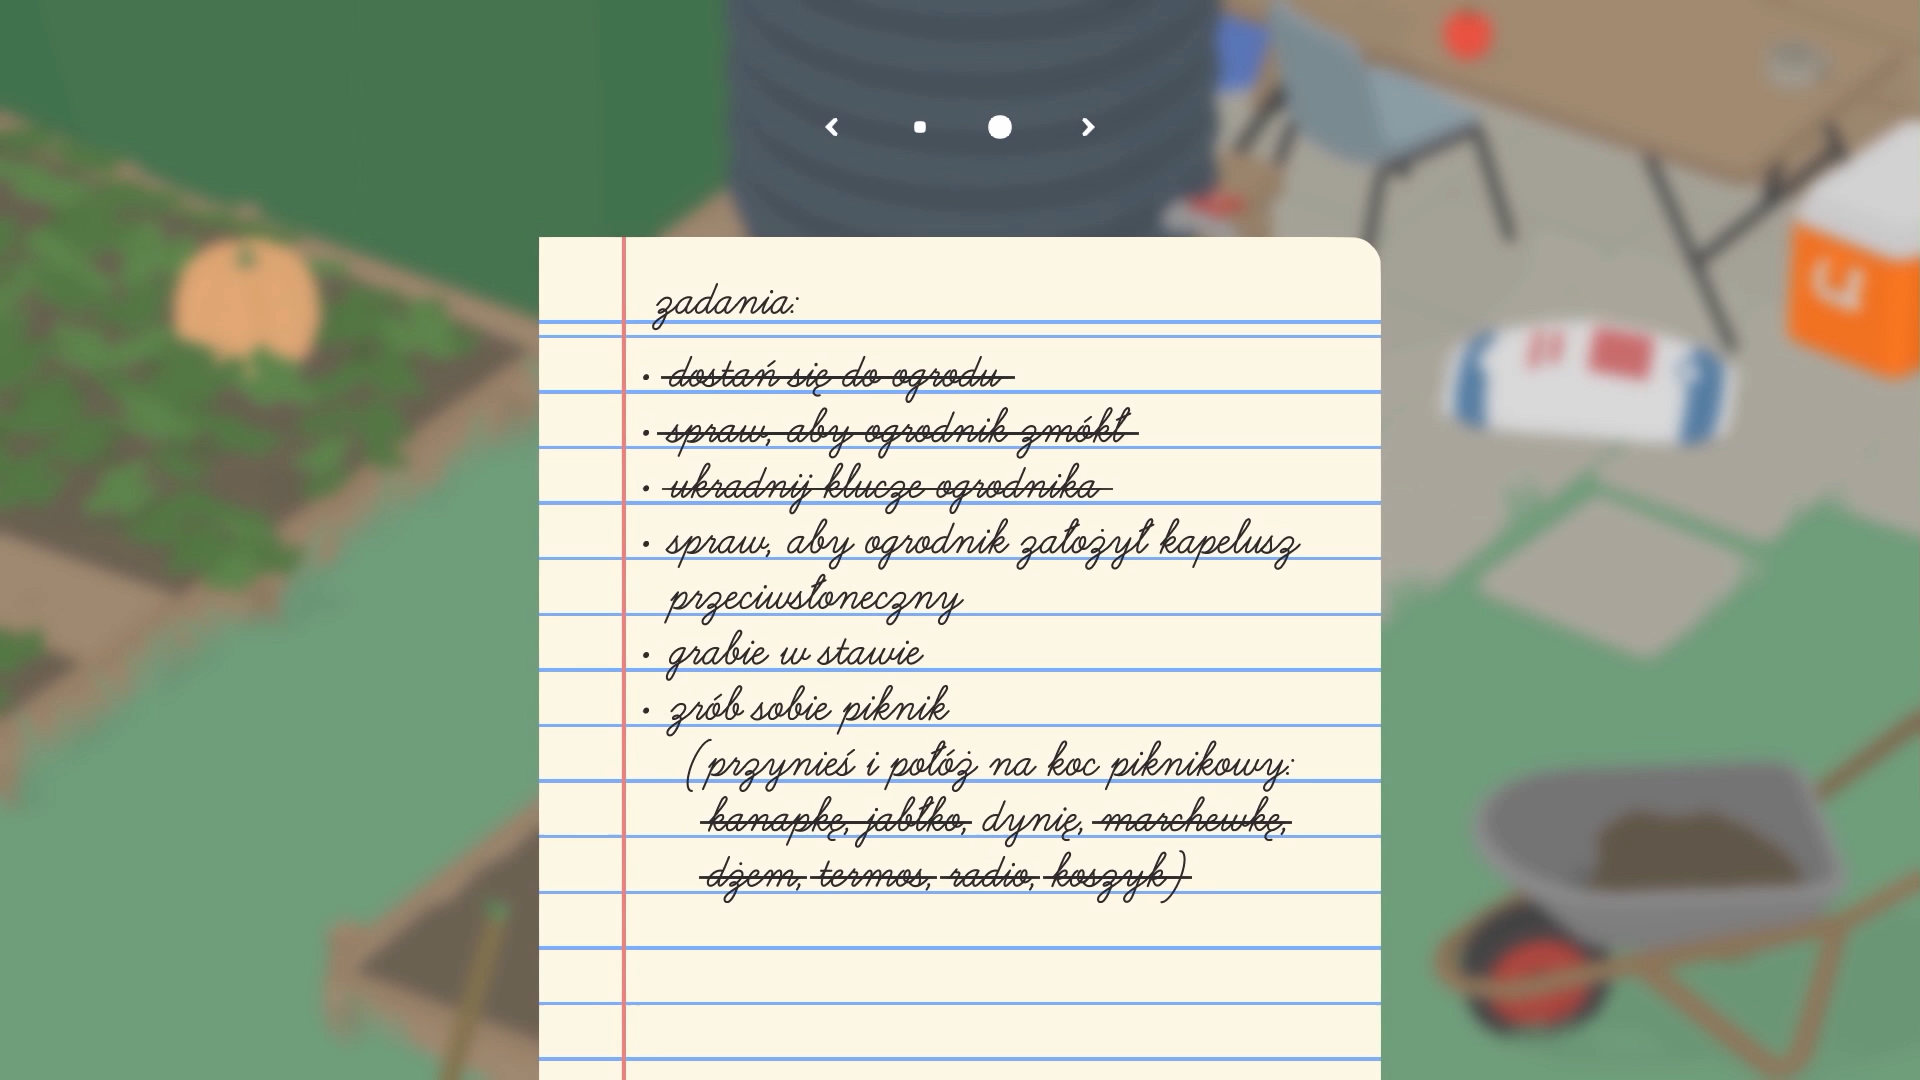 zadania:
• dostań się do ogrodu
• spraw, aby ogrodnik zmókł
• ukradnij klucze ogrodnika
• spraw, aby ogrodnik założył kapelusz
przeciwsłoneczny
• grabie w stawie
• zrób sobie piknik
(przynieś i połóż na koc piknikowy:
kanapkę, jabłko, dynię, marchewkę,
dżem, termos, radio, koszyk)